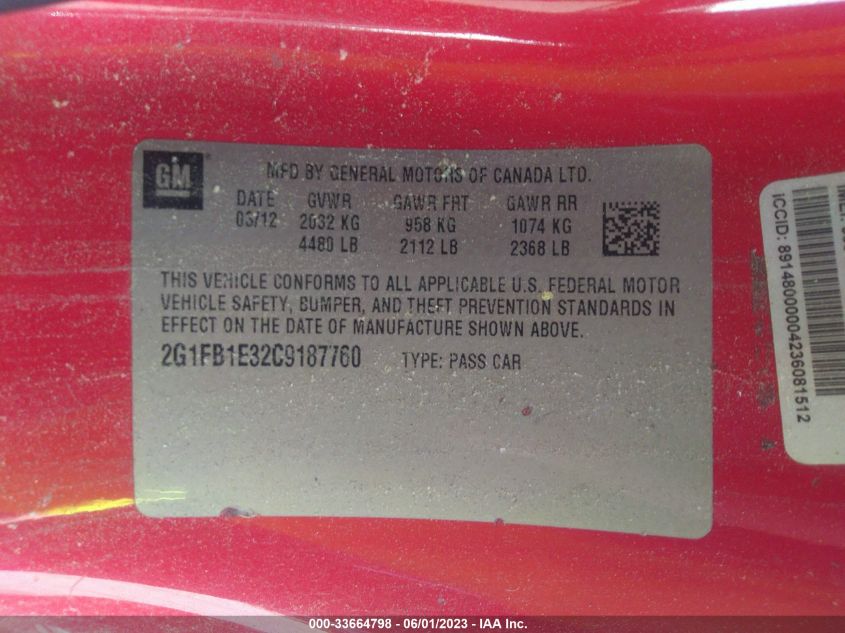 GM
MFD BY GENERAL MOTORS OF CANADA LTD.
DATE GVWR GAWR FRT GAWR RR
03/12 2032 KG 958 KG 1074 KG
4480 LB 2112 LB 2368 LB
THIS VEHICLE CONFORMS TO ALL APPLICABLE U.S. FEDERAL MOTOR
VEHICLE SAFETY, BUMPER, AND THEFT PREVENTION STANDARDS IN
EFFECT ON THE DATE OF MANUFACTURE SHOWN ABOVE.
2G1FB1E32C9187760 TYPE: PASS CAR
ICCID: 89148000004236081512
000-33664798 - 06/01/2023 - IAA Inc.